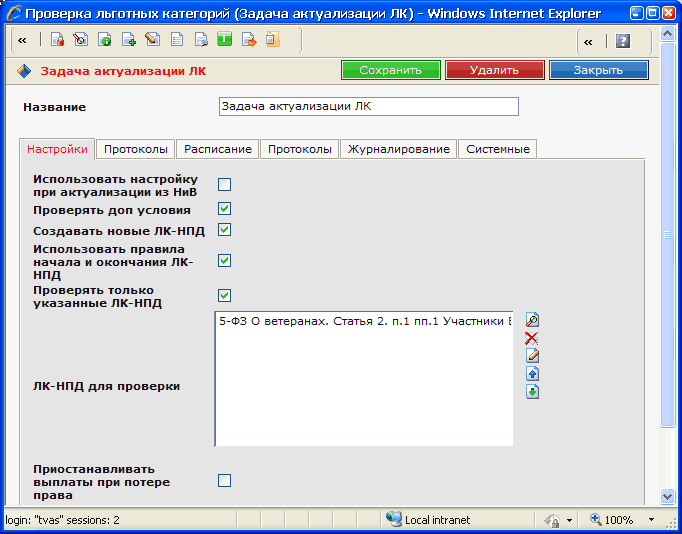 Проверка льготных категорий (Задача актуализации ЛК) - Windows Internet Explorer
«
« ?
Задача актуализации ЛК Сохранить Удалить Закрыть
Название Задача актуализации ЛК
Настройки Протоколы Расписание Протоколы Журналирование Системные
Использовать настройку
при актуализации из НиВ
Проверять доп условия
Создавать новые ЛК-НПД
Использовать правила
начала и окончания ЛК-
НПД
Проверять только
указанные ЛК-НПД
5-ФЗ О ветеранах. Статья 2. п.1 пп.1 Участники
ЛК-НПД для проверки
Приостанавливать
выплаты при потере
права
login: "tvas" sessions: 2 Local intranet 100%